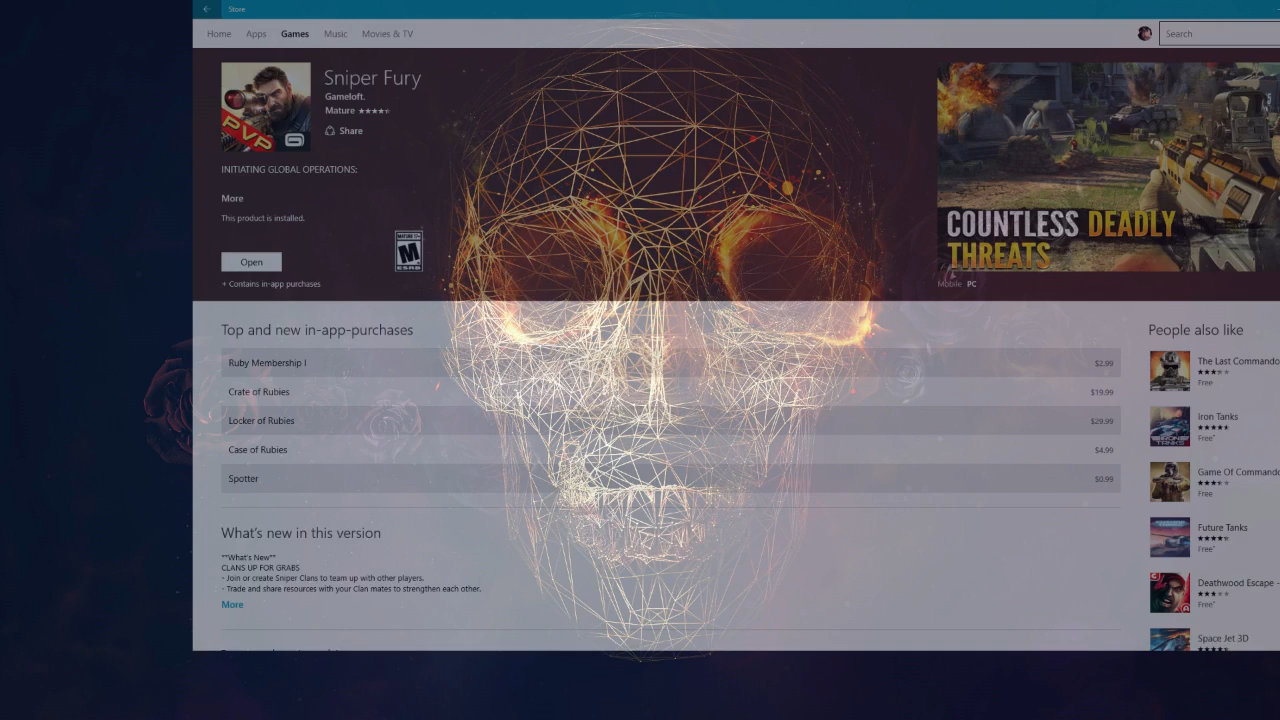 Store
Home Apps Games Music Movies & TV
Search
Sniper Fury
Gameloft.
Mature
Share
PVP
INITIATING GLOBAL OPERATIONS:
More
This product is installed.
Open
MATURE 17+
M
ESRB
+ Contains in-app purchases
COUNTLESS DEADLY
THREATS
Mobile PC
Top and new in-app-purchases
Ruby Membership I $2.99
Crate of Rubies $19.99
Locker of Rubies $29.99
Case of Rubies $4.99
Spotter $0.99
What's new in this version
**What's New**
CLANS UP FOR GRABS
- Join or create Sniper Clans to team up with other players.
- Trade and share resources with your Clan mates to strengthen each other.
More
People also like
The Last Commando
Free
Iron Tanks
Free*
Game Of Commando
Free
Future Tanks
Free*
Deathwood Escape -
Free*
Space Jet 3D